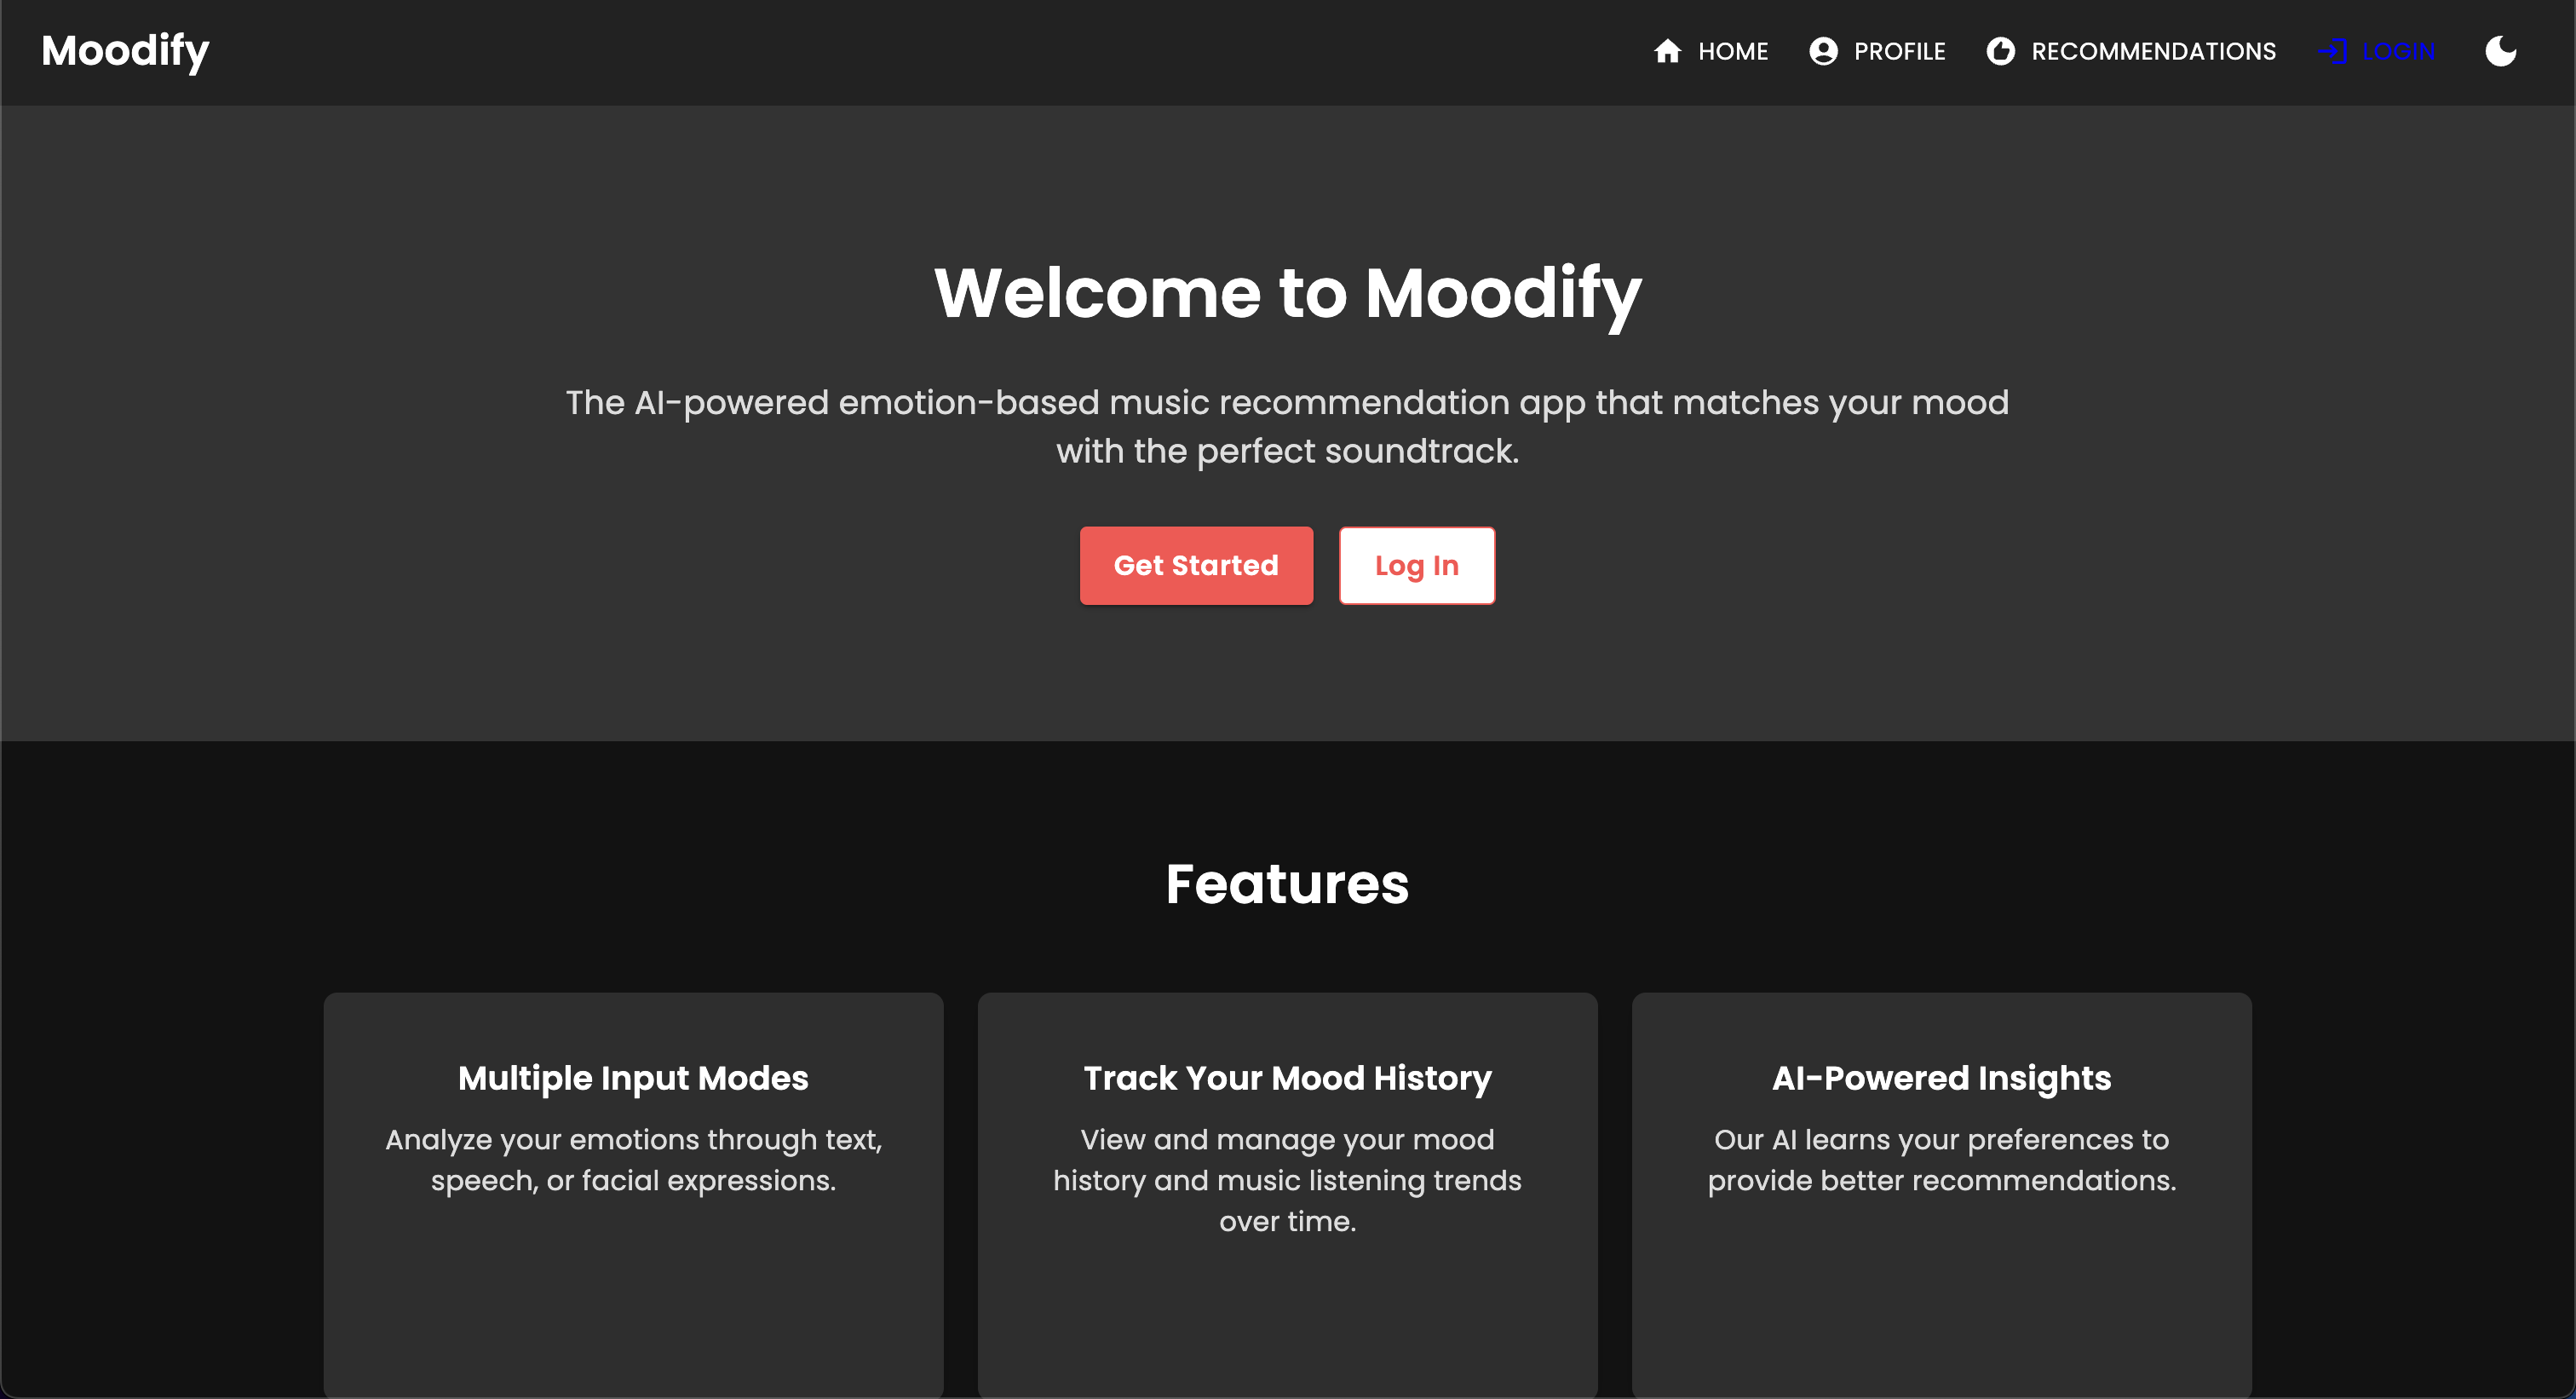 Moodify
HOME
PROFILE
RECOMMENDATIONS
LOGIN
Welcome to Moodify
The AI-powered emotion-based music recommendation app that matches your mood
with the perfect soundtrack.
Get Started
Log In
Features
Multiple Input Modes
Analyze your emotions through text,
speech, or facial expressions.
Track Your Mood History
View and manage your mood
history and music listening trends
over time.
AI-Powered Insights
Our AI learns your preferences to
provide better recommendations.